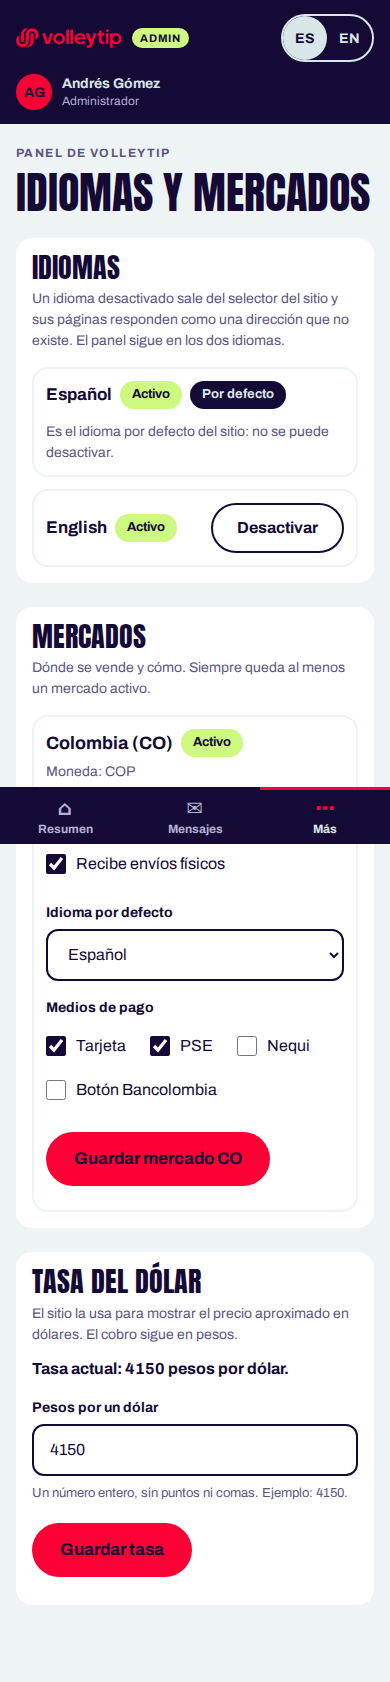 volleytip ADMIN ES EN
AG Andrés Gómez
Administrador
PANEL DE VOLLEYTIP
IDIOMAS Y MERCADOS
IDIOMAS
Un idioma desactivado sale del selector del sitio y
sus páginas responden como una dirección que no
existe. El panel sigue en los dos idiomas.
Español Activo Por defecto
Es el idioma por defecto del sitio: no se puede
desactivar.
English Activo Desactivar
MERCADOS
Dónde se vende y cómo. Siempre queda al menos
un mercado activo.
Colombia (CO) Activo
Moneda: COP
Resumen Mensajes Más
Recibe envíos físicos
Idioma por defecto
Español
Medios de pago
Tarjeta PSE Nequi
Botón Bancolombia
Guardar mercado CO
TASA DEL DÓLAR
El sitio la usa para mostrar el precio aproximado en
dólares. El cobro sigue en pesos.
Tasa actual: 4150 pesos por dólar.
Pesos por un dólar
4150
Un número entero, sin puntos ni comas. Ejemplo: 4150.
Guardar tasa